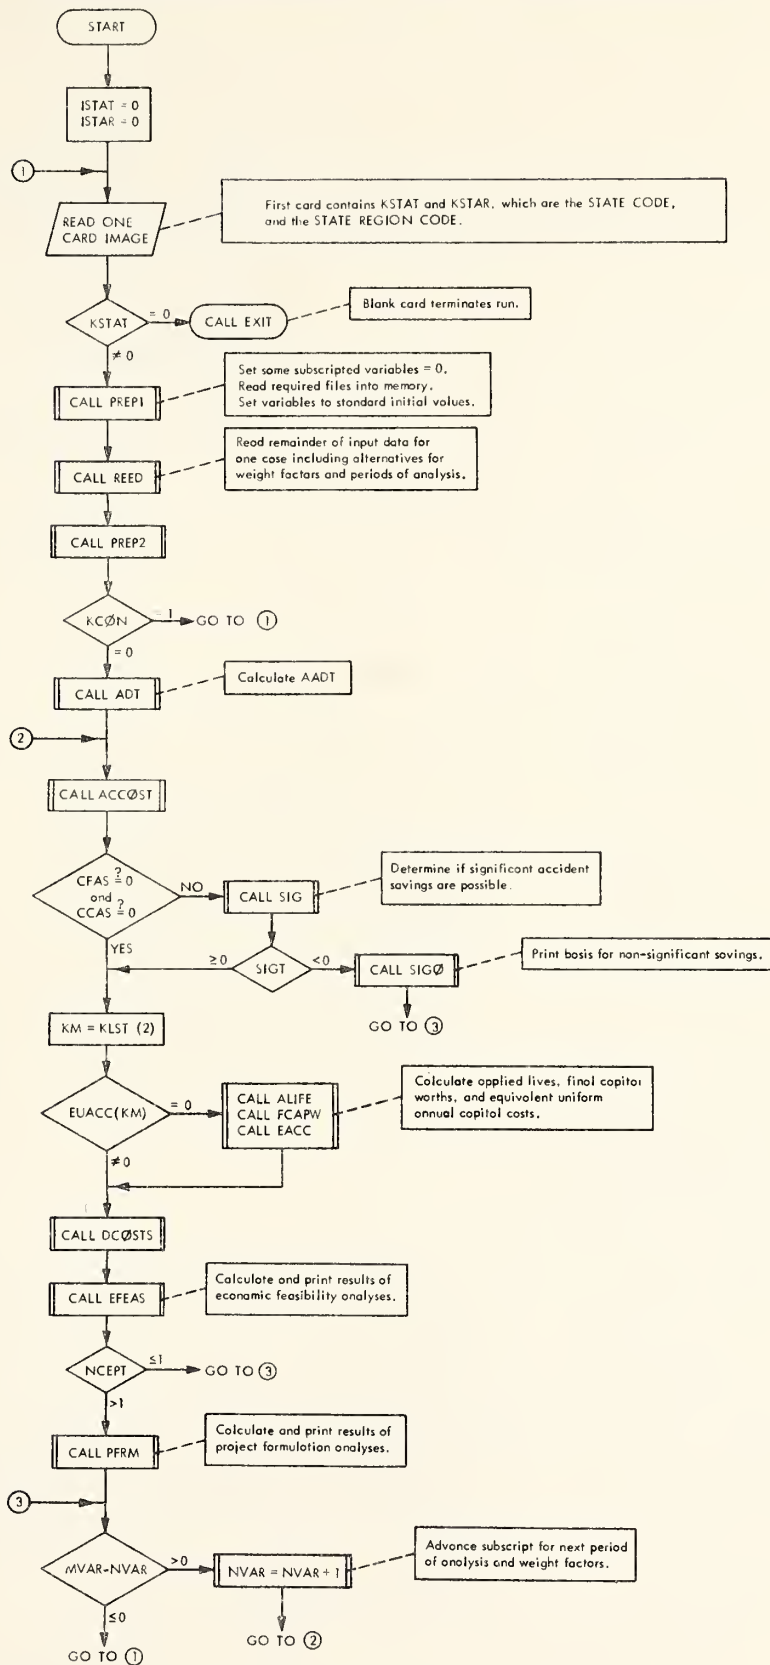 START
ISTAT = 0
ISTAR = 0
1
READ ONE
CARD IMAGE
First card contains KSTAT and KSTAR, which are the STATE CODE,
and the STATE REGION CODE.
KSTAT
= 0
CALL EXIT
Blank card terminates run.
≠0
CALL PREP1
Set some subscripted variables = 0.
Read required files into memory.
Set variables to standard initial values.
CALL REED
Read remainder of input data for
one case including alternatives for
weight factors and periods of analysis.
CALL PREP2
KCØN
= 1
GO TO 1
= 0
CALL ADT
Calculate AADT
2
CALL ACCØST
CFAS ?= 0
and
CCAS ?= 0
NO
CALL SIG
Determine if significant accident
savings are possible.
YES
≥0
SIGT
<0
CALL SIGØ
Print basis for non-significant savings.
GO TO 3
KM = KLST (2)
EUACC(KM)
= 0
CALL ALIFE
CALL FCAPW
CALL EACC
Calculate applied lives, final capital
worths, and equivalent uniform
annual capital costs.
≠0
CALL DCØSTS
CALL EFEAS
Calculate and print results of
economic feasibility analyses.
NCEPT
≤1
GO TO 3
>1
CALL PFRM
Calculate and print results of
project formulation analyses.
3
MVAR-NVAR
>0
NVAR = NVAR + 1
Advance subscript for next period
of analysis and weight factors.
≤0
GO TO 1
GO TO 2